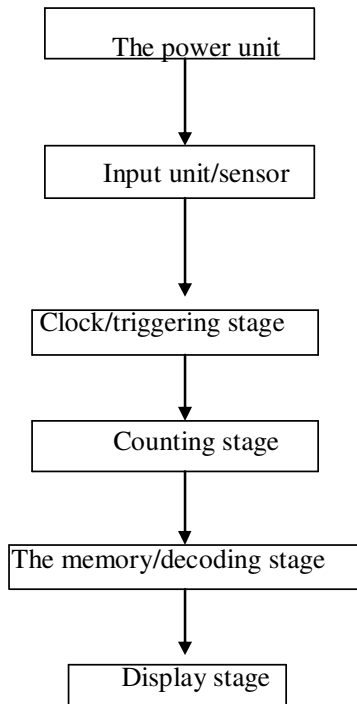 The power unit
Input unit/sensor
Clock/triggering stage
Counting stage
The memory/decoding stage
Display stage